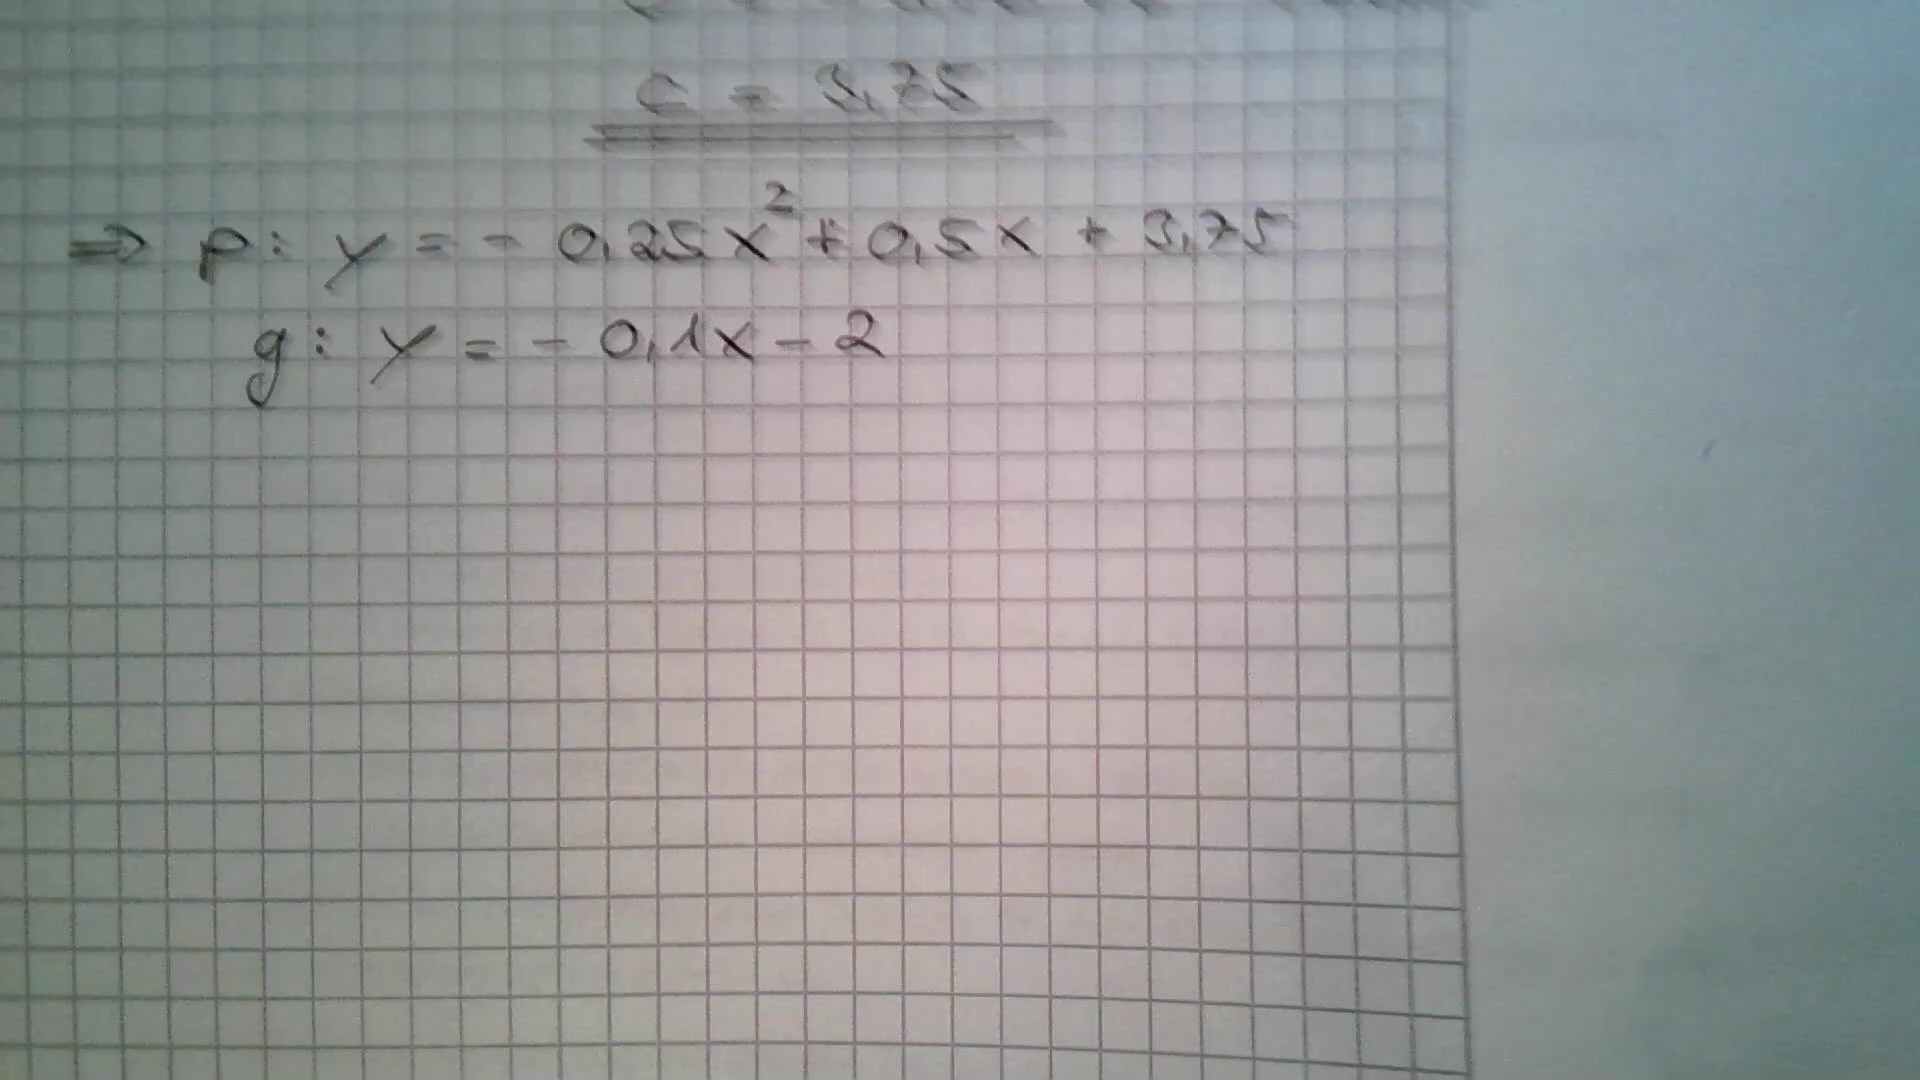 c = 3,75
⇒ p: y = - 0,25x² + 0,5x + 3,75
g: y = - 0,1x - 2